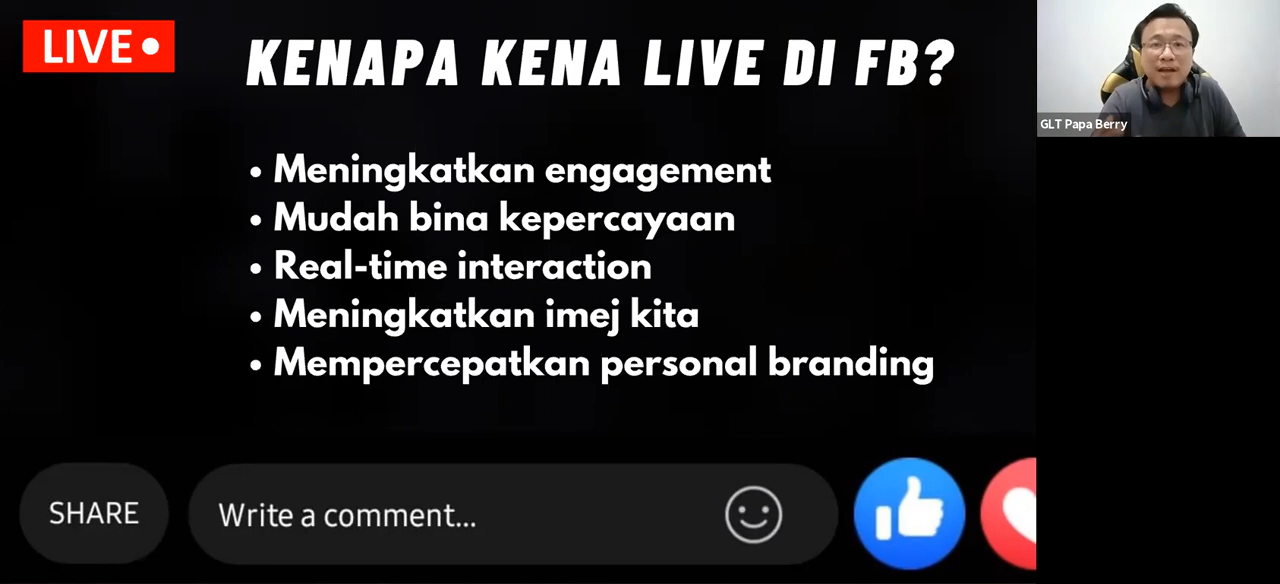 LIVE
KENAPA KENA LIVE DI FB?
• Meningkatkan engagement
• Mudah bina kepercayaan
• Real-time interaction
• Meningkatkan imej kita
• Mempercepatkan personal branding
SHARE
Write a comment...
GLT Papa Berry